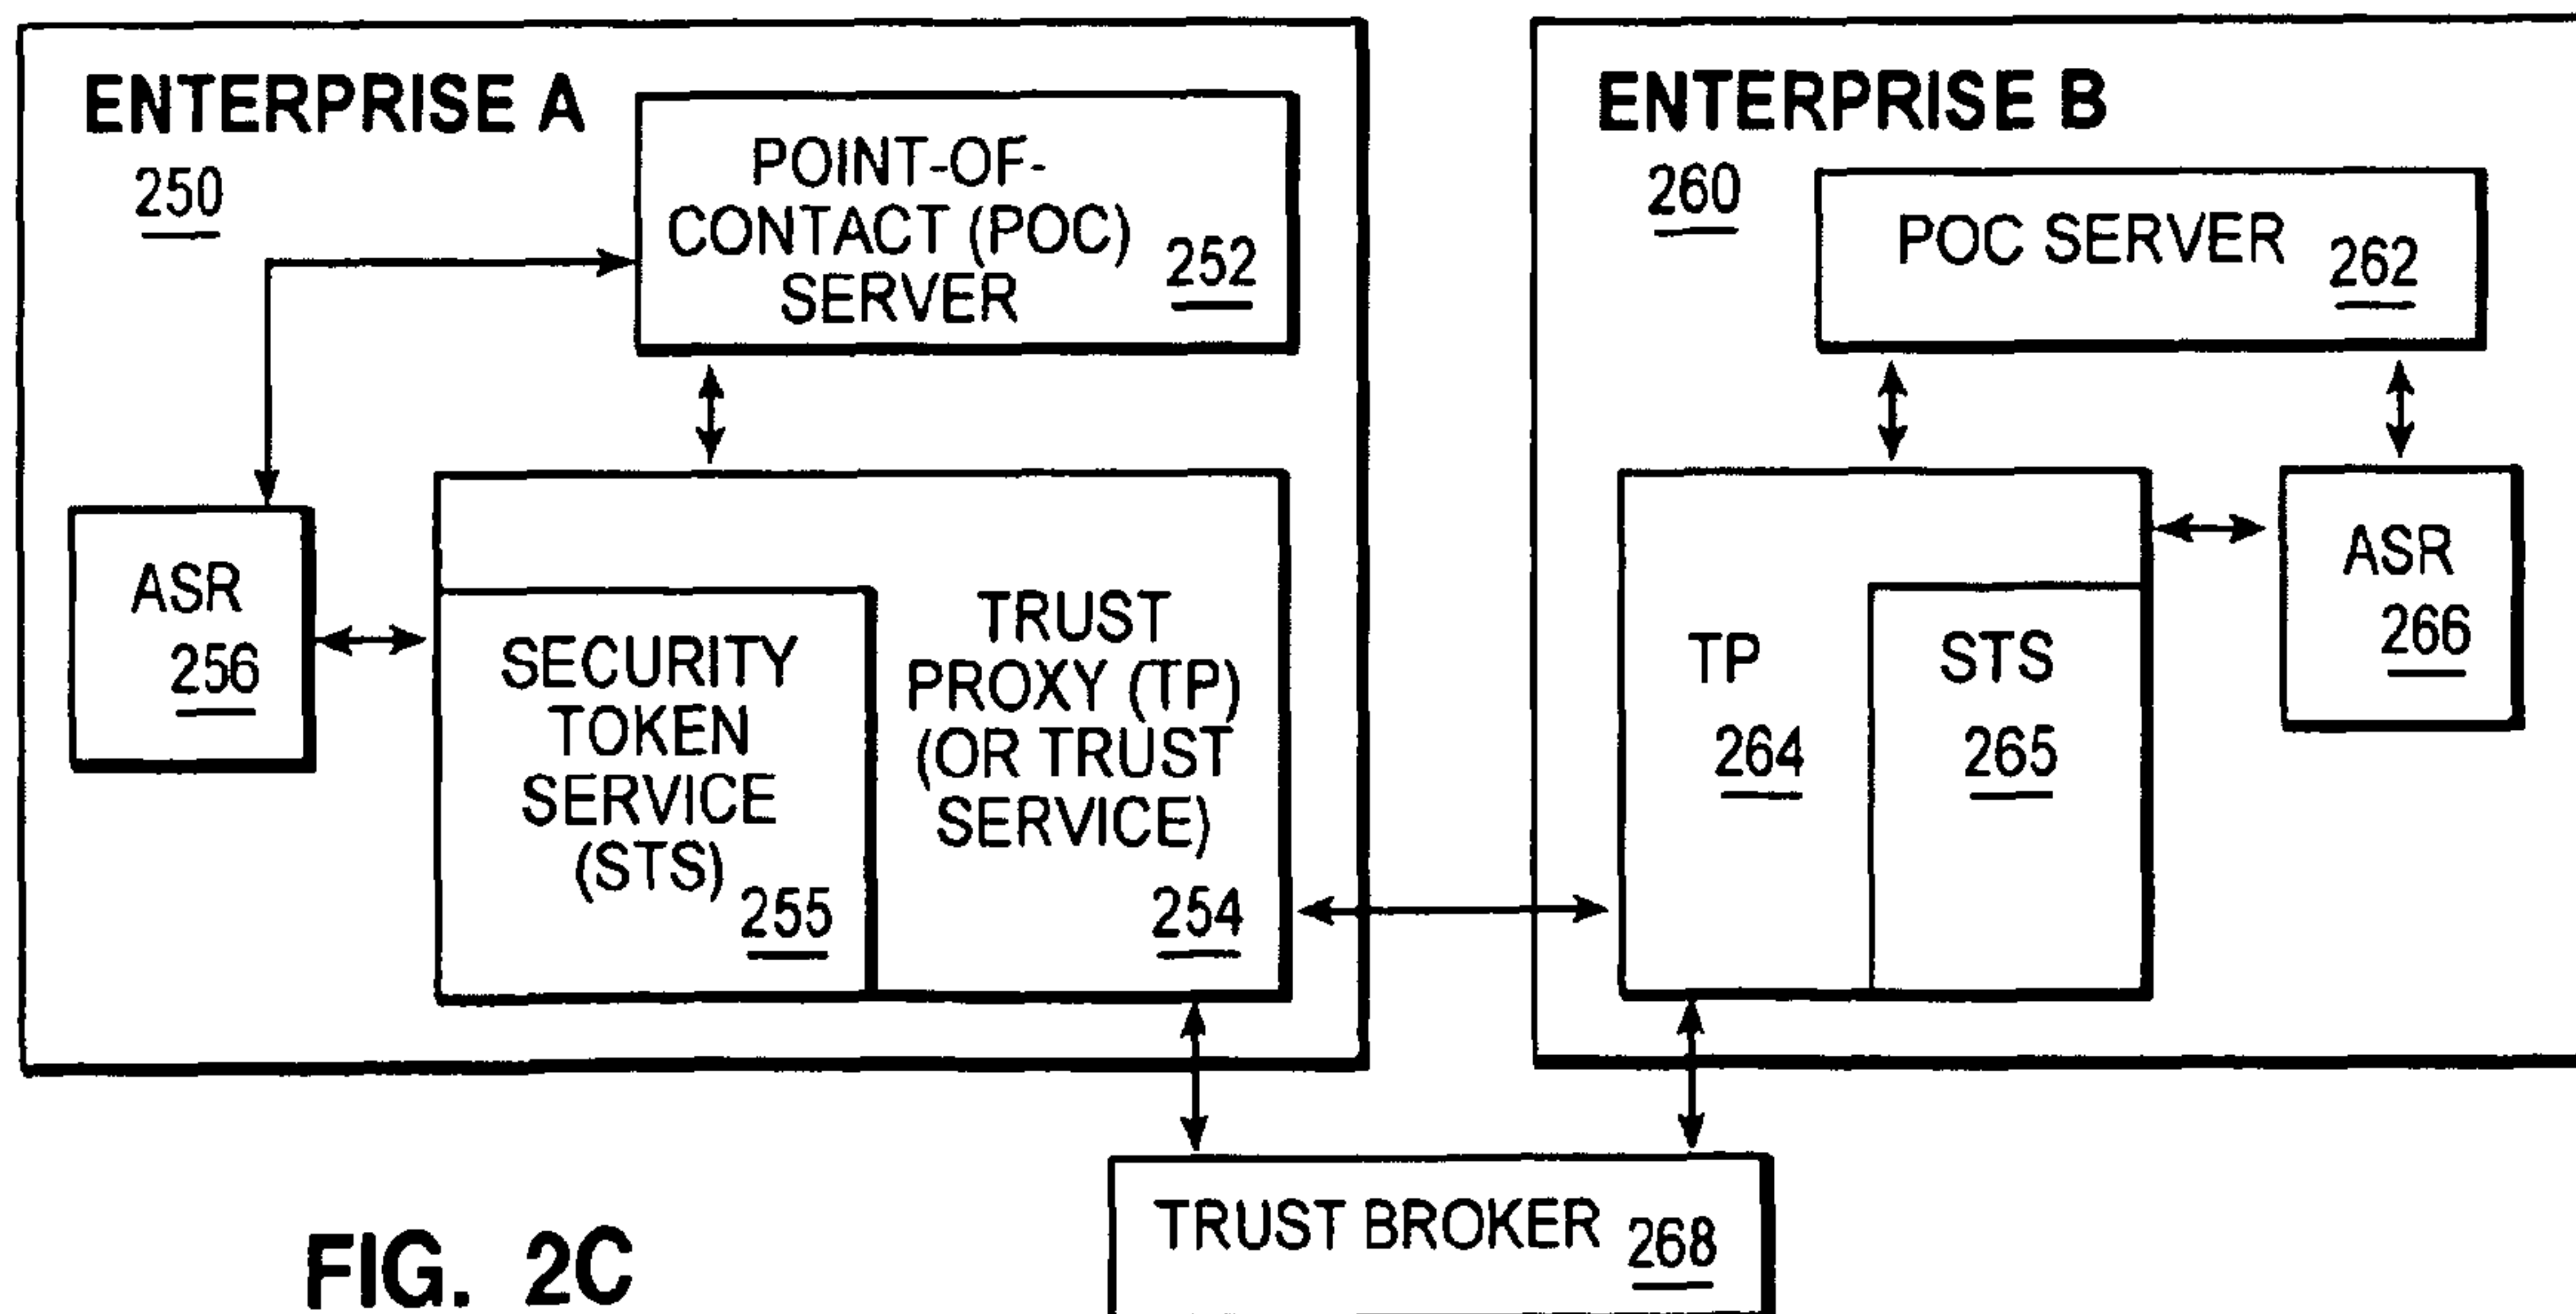 ENTERPRISE A
250
POINT-OF-
CONTACT (POC)
SERVER
252
ASR
256
SECURITY
TOKEN
SERVICE
(STS)
255
TRUST
PROXY (TP)
(OR TRUST
SERVICE)
254
ENTERPRISE B
260
POC SERVER
262
TP
264
STS
265
ASR
266
TRUST BROKER
268
FIG. 2C